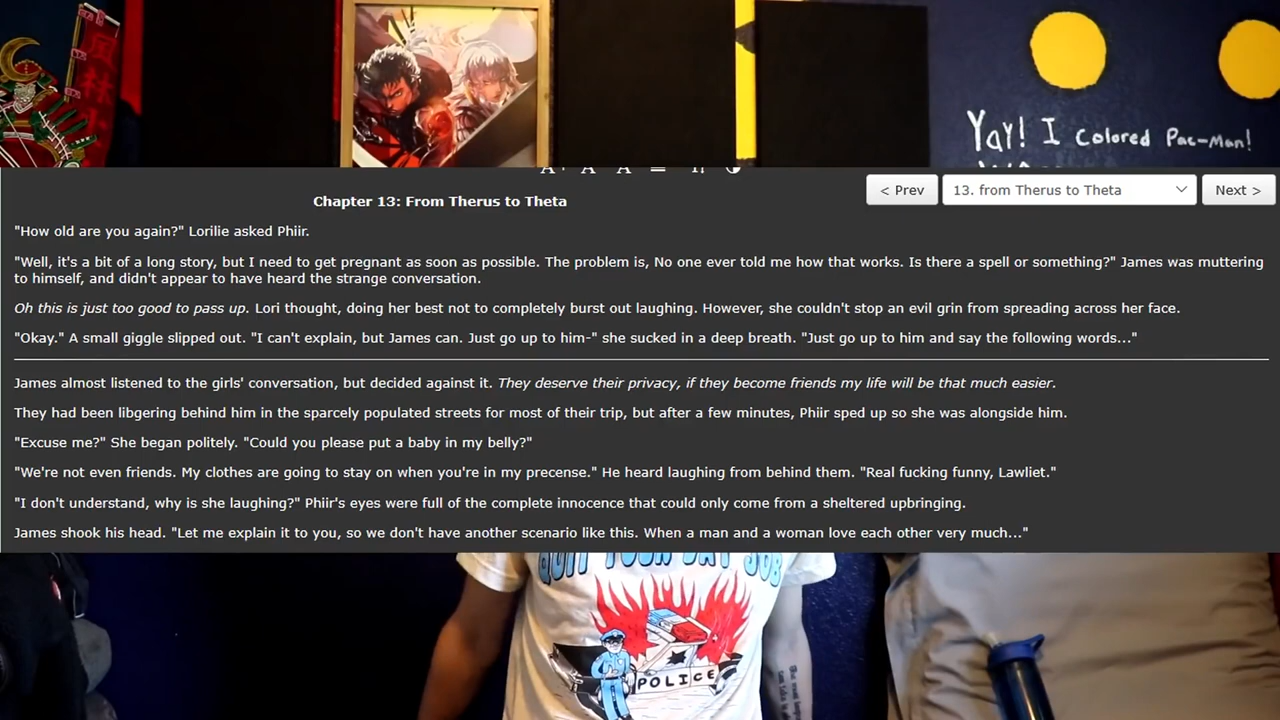 風林
Yay! I Colored Pac-Man!
< Prev
13. from Therus to Theta
Next >
Chapter 13: From Therus to Theta
"How old are you again?" Lorilie asked Phiir.
"Well, it's a bit of a long story, but I need to get pregnant as soon as possible. The problem is, No one ever told me how that works. Is there a spell or something?" James was muttering
to himself, and didn't appear to have heard the strange conversation.
Oh this is just too good to pass up. Lori thought, doing her best not to completely burst out laughing. However, she couldn't stop an evil grin from spreading across her face.
"Okay." A small giggle slipped out. "I can't explain, but James can. Just go up to him-" she sucked in a deep breath. "Just go up to him and say the following words..."
James almost listened to the girls' conversation, but decided against it. They deserve their privacy, if they become friends my life will be that much easier.
They had been libgering behind him in the sparcely populated streets for most of their trip, but after a few minutes, Phiir sped up so she was alongside him.
"Excuse me?" She began politely. "Could you please put a baby in my belly?"
"We're not even friends. My clothes are going to stay on when you're in my precense." He heard laughing from behind them. "Real fucking funny, Lawliet."
"I don't understand, why is she laughing?" Phiir's eyes were full of the complete innocence that could only come from a sheltered upbringing.
James shook his head. "Let me explain it to you, so we don't have another scenario like this. When a man and a woman love each other very much..."
QUIT YOUR DAY JOB
POLICE